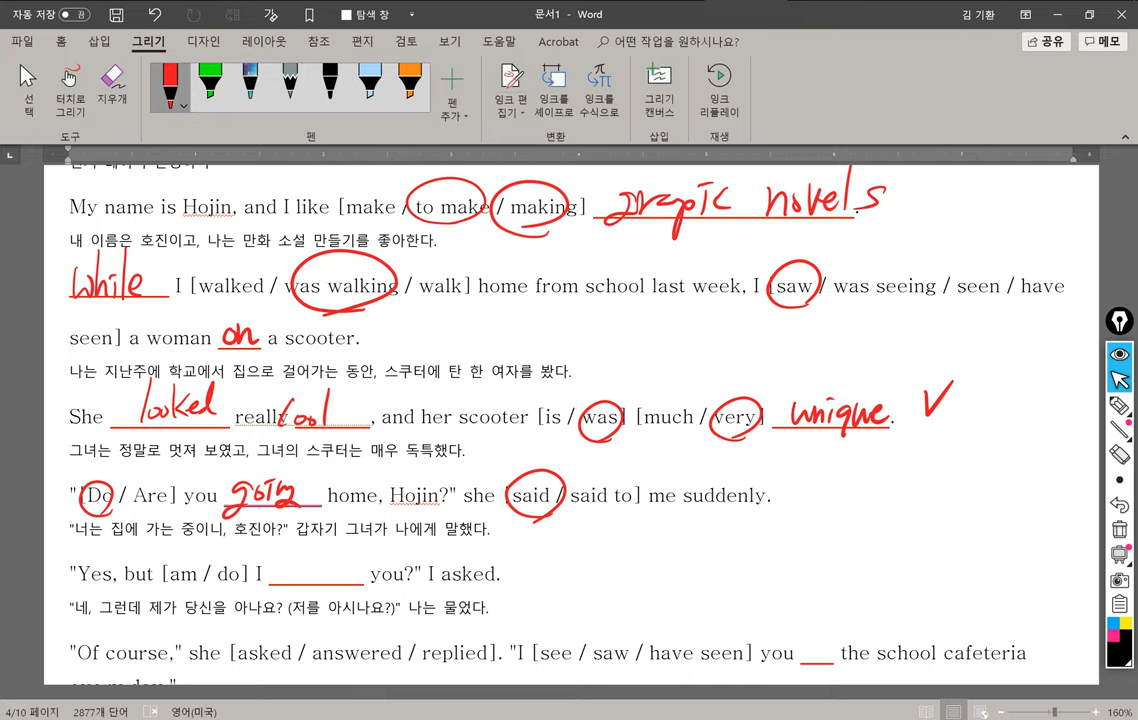 자동 저장 끔 탐색 창 문서1 - Word 김 기환
파일 홈 삽입 그리기 디자인 레이아웃 참조 편지 검토 보기 도움말 Acrobat 어떤 작업을 원하시나요? 공유 메모
선택 터치로 그리기 지우개 펜 추가 잉크 편집기 잉크를 셰이프로 잉크를 수식으로 그리기 캔버스 잉크 리플레이
도구 펜 변환 삽입 재생
My name is Hojin, and I like [make / to make / making] novels.
내 이름은 호진이고, 나는 만화 소설 만들기를 좋아한다.
while I [walked / was walking / walk] home from school last week, I [saw / was seeing / seen / have
seen] a woman on a scooter.
나는 지난주에 학교에서 집으로 걸어가는 동안, 스쿠터에 탄 한 여자를 봤다.
She looked really cool, and her scooter [is / was] [much / very] unique.
그녀는 정말로 멋져 보였고, 그녀의 스쿠터는 매우 독특했다.
"[Do / Are] you going home, Hojin?" she [said / said to] me suddenly.
"너는 집에 가는 중이니, 호진아?" 갑자기 그녀가 나에게 말했다.
"Yes, but [am / do] I ________ you?" I asked.
"네, 그런데 제가 당신을 아나요? (저를 아시나요?)" 나는 물었다.
"Of course," she [asked / answered / replied]. "I [see / saw / have seen] you ___ the school cafeteria
4/10 페이지 2877개 단어 영어(미국) 160%